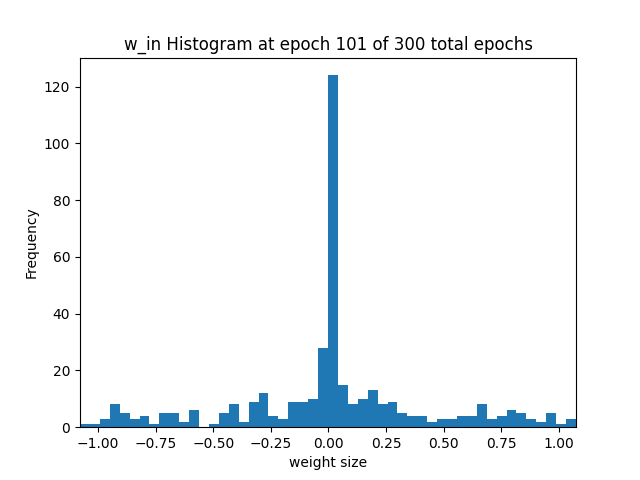 w_in Histogram at epoch 101 of 300 total epochs
120
100
80
60
40
20
0
Frequency
−1.00 −0.75 −0.50 −0.25 0.00 0.25 0.50 0.75 1.00
weight size